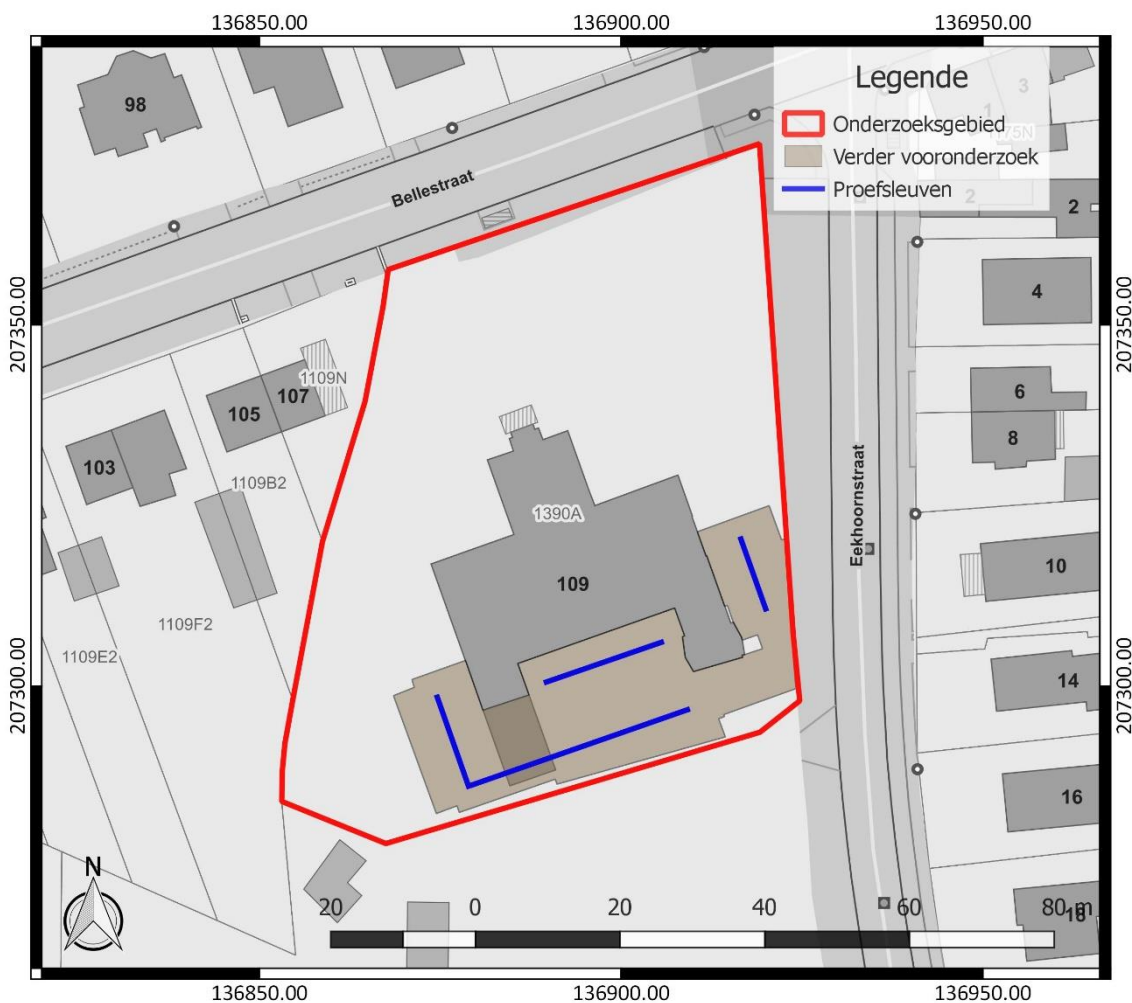 136850.00 136900.00 136950.00
Legende
Onderzoeksgebied
Verder vooronderzoek
Proefsleuven
98
Bellestraat
3
1
1175N
2
2
4
207350.00
207350.00
1109N
107
105
103
6
8
1109B2
1390A
Eekhoornstraat
109
10
1109F2
1109E2
14
207300.00
207300.00
16
N
18
20 0 20 40 60 80 m
136850.00 136900.00 136950.00